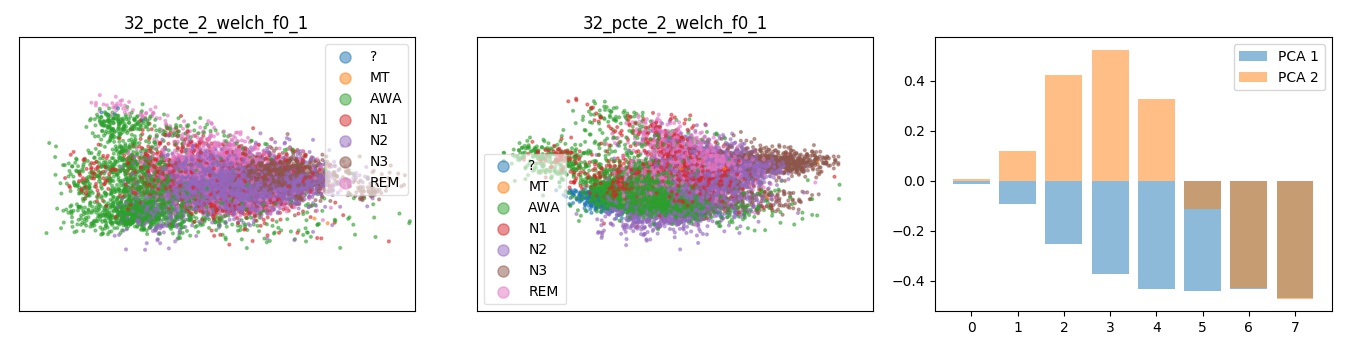 32_pcte_2_welch_f0_1
?
MT
AWA
N1
N2
N3
REM
32_pcte_2_welch_f0_1
?
MT
AWA
N1
N2
N3
REM
PCA 1
PCA 2
0.4
0.2
0.0
−0.2
−0.4
0 1 2 3 4 5 6 7